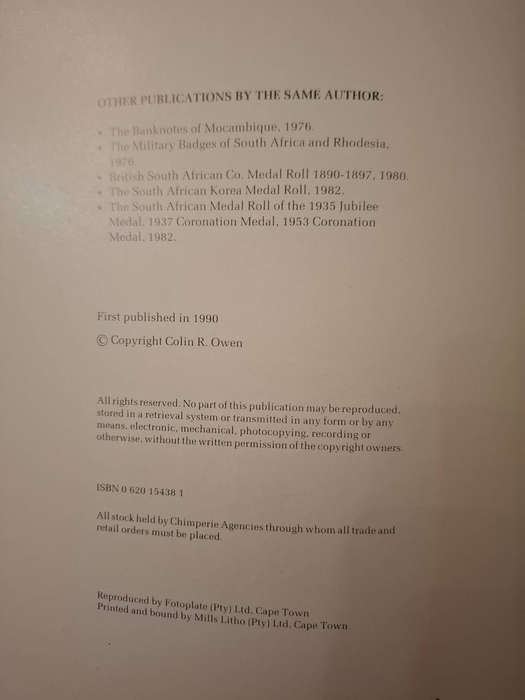 OTHER PUBLICATIONS BY THE SAME AUTHOR:
• The Banknotes of Mocambique, 1976.
• The Military Badges of South Africa and Rhodesia,
1976.
• British South African Co. Medal Roll 1890-1897, 1980.
• The South African Korea Medal Roll, 1982.
• The South African Medal Roll of the 1935 Jubilee
Medal, 1937 Coronation Medal, 1953 Coronation
Medal, 1982.
First published in 1990
© Copyright Colin R. Owen
All rights reserved. No part of this publication may be reproduced,
stored in a retrieval system or transmitted in any form or by any
means, electronic, mechanical, photocopying, recording or
otherwise, without the written permission of the copyright owners.
ISBN 0 620 15438 1
All stock held by Chimperie Agencies through whom all trade and
retail orders must be placed.
Reproduced by Fotoplate (Pty) Ltd, Cape Town
Printed and bound by Mills Litho (Pty) Ltd, Cape Town